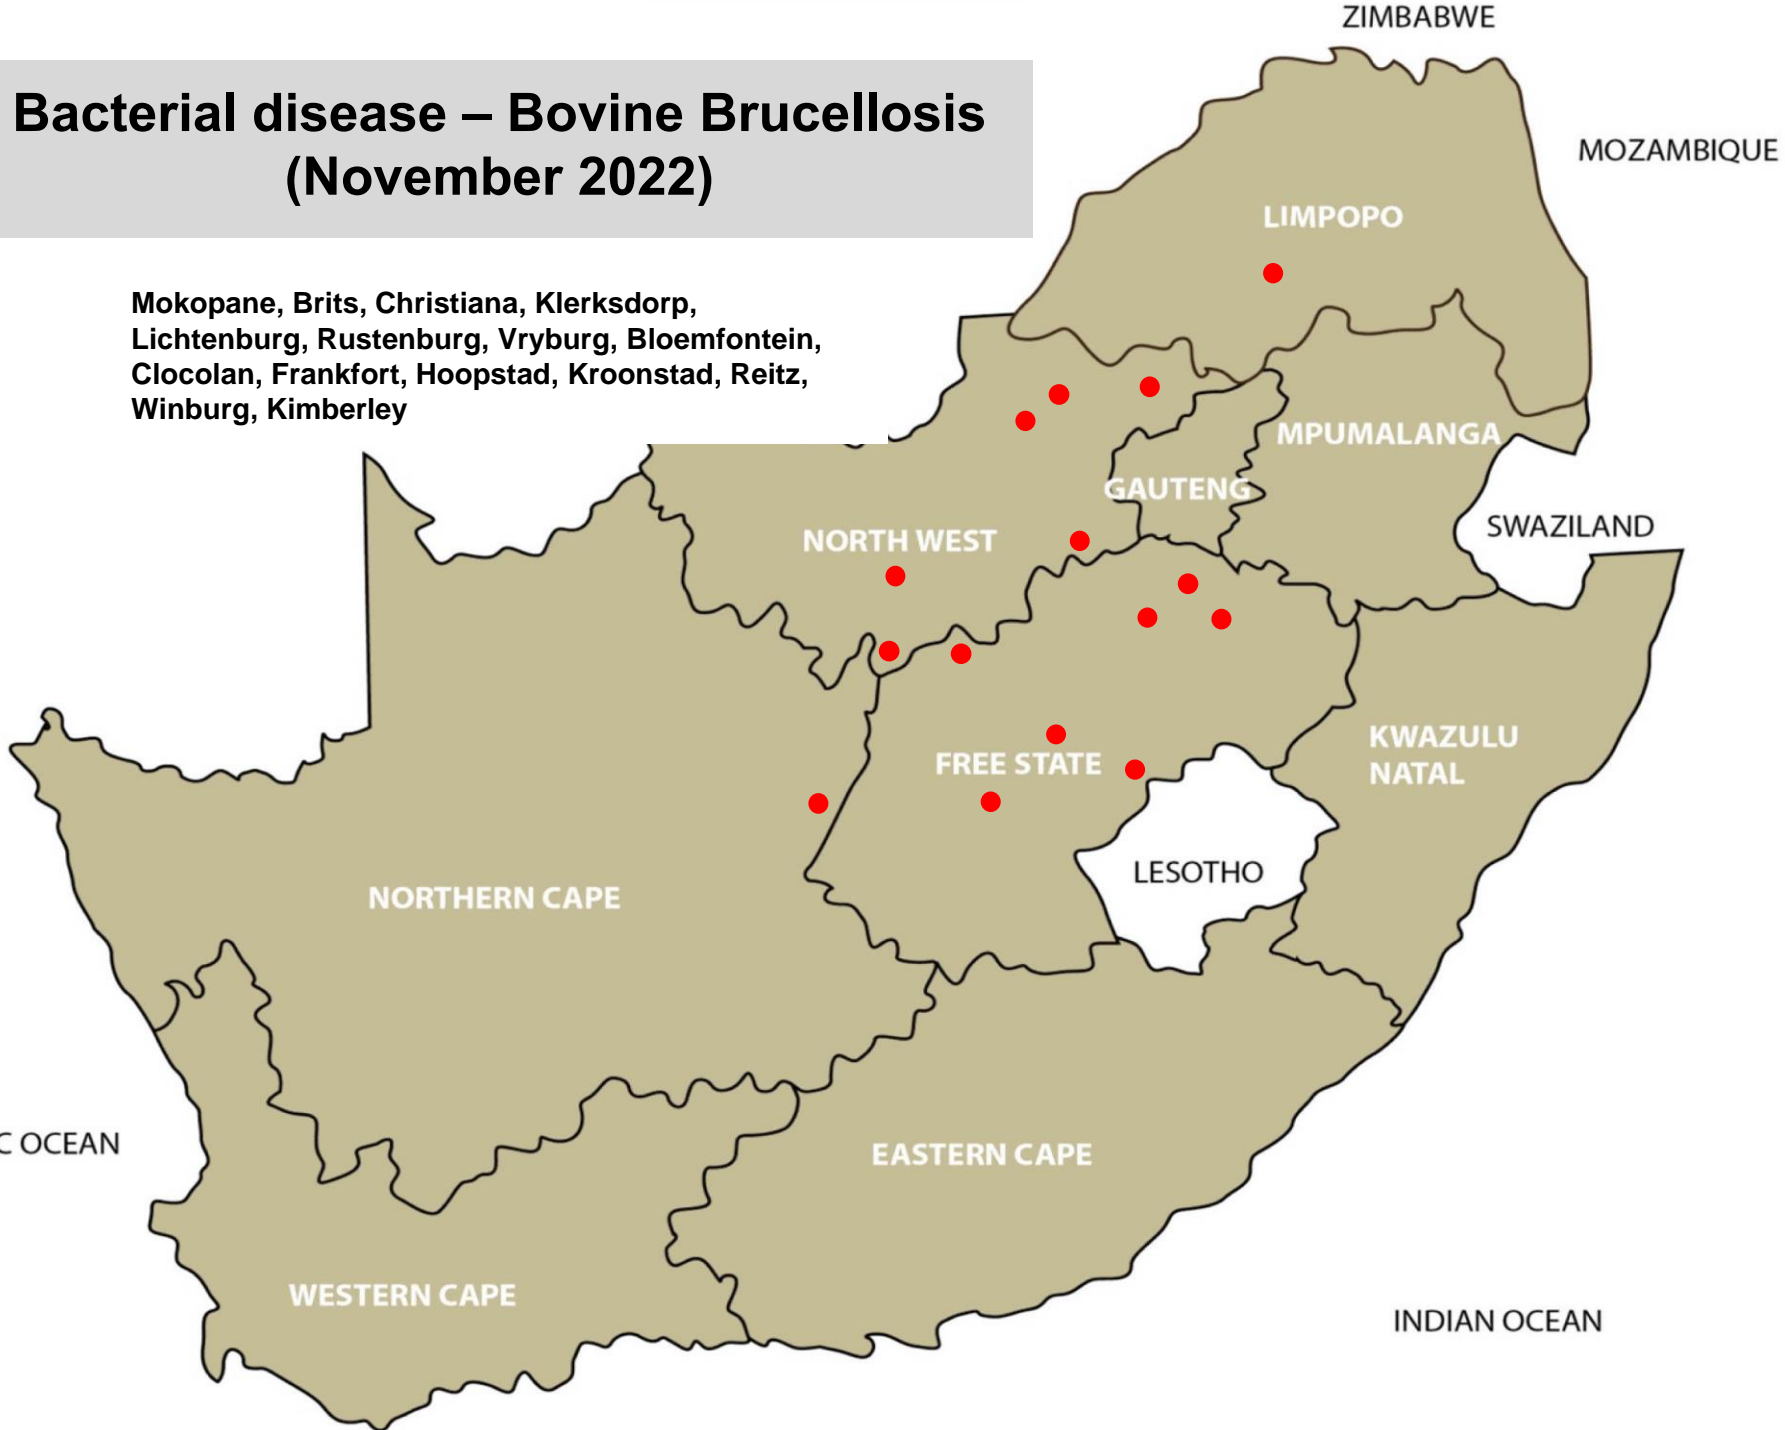 ZIMBABWE
Bacterial disease – Bovine Brucellosis
(November 2022)
MOZAMBIQUE
LIMPOPO
Mokopane, Brits, Christiana, Klerksdorp,
Lichtenburg, Rustenburg, Vryburg, Bloemfontein,
Clocolan, Frankfort, Hoopstad, Kroonstad, Reitz,
Winburg, Kimberley
MPUMALANGA
GAUTENG
SWAZILAND
NORTH WEST
KWAZULU
NATAL
FREE STATE
LESOTHO
NORTHERN CAPE
C OCEAN
EASTERN CAPE
WESTERN CAPE
INDIAN OCEAN